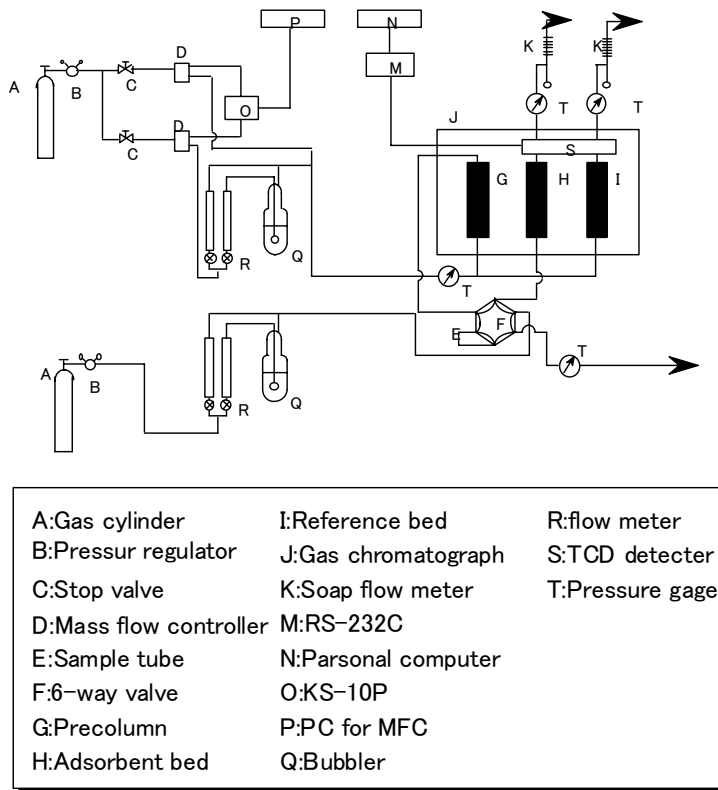 P
N
K
K
D
M
A
B
C
O
J
T
T
D
S
C
G
H
I
R
Q
T
F
E
T
A
B
R
Q
A:Gas cylinder
B:Pressur regulator
C:Stop valve
D:Mass flow controller
E:Sample tube
F:6-way valve
G:Precolumn
H:Adsorbent bed
I:Reference bed
J:Gas chromatograph
K:Soap flow meter
M:RS-232C
N:Parsonal computer
O:KS-10P
P:PC for MFC
Q:Bubbler
R:flow meter
S:TCD detecter
T:Pressure gage